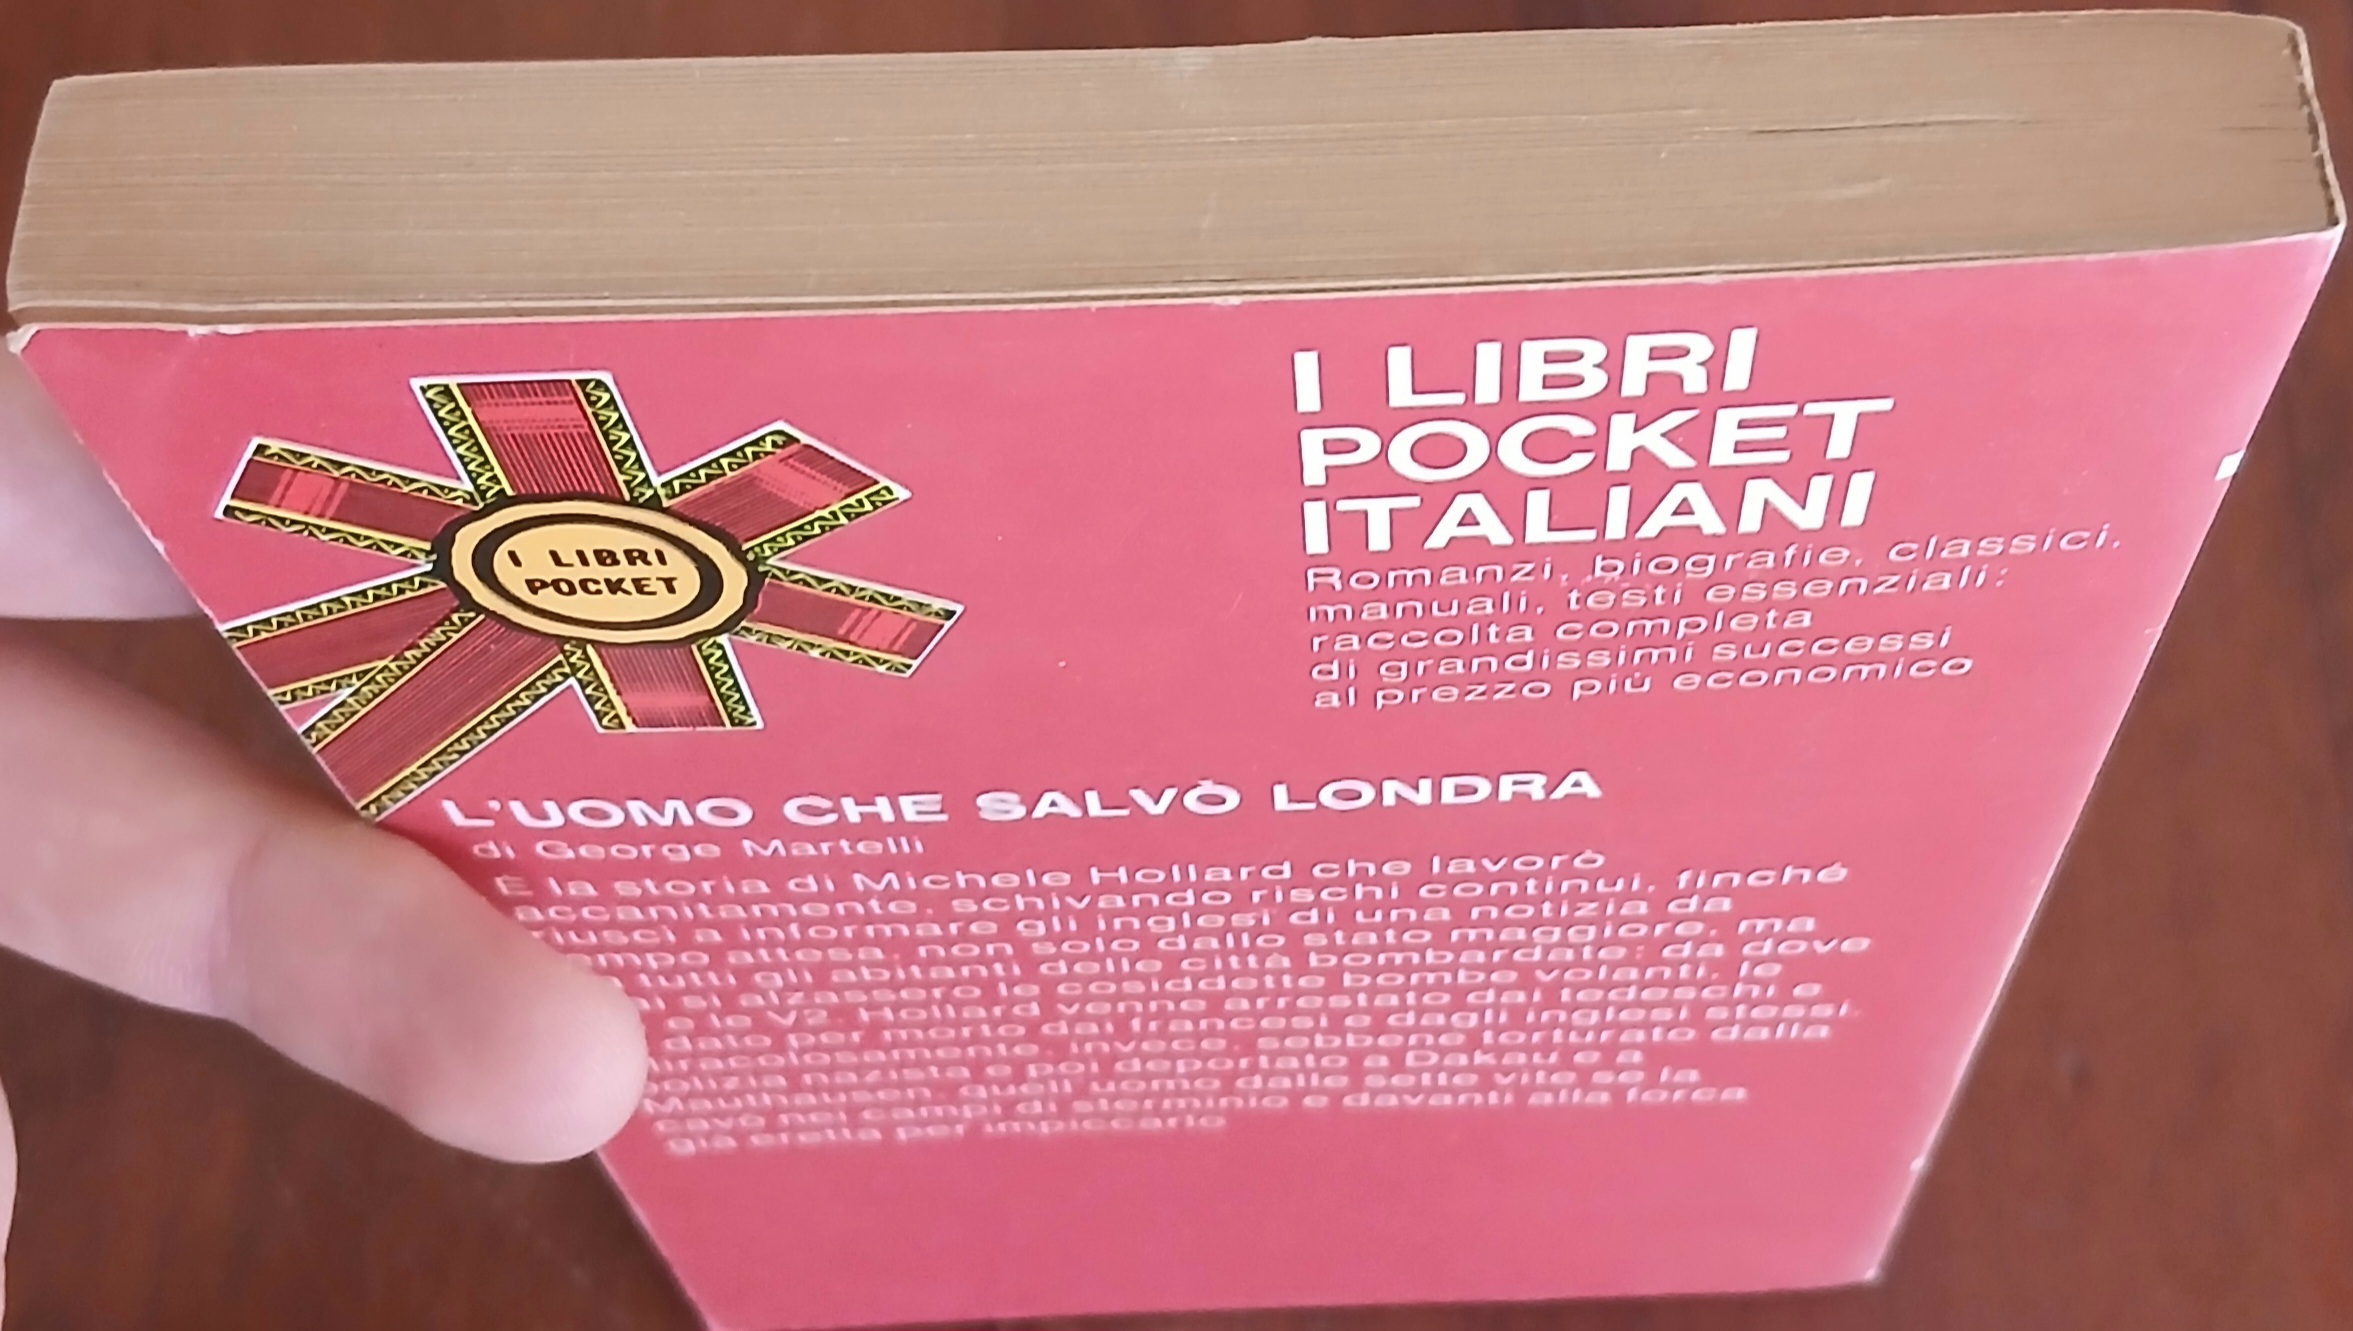 I LIBRI
POCKET
I LIBRI
POCKET
ITALIANI
Romanzi, biografie, classici,
manuali, testi essenziali:
raccolta completa
di grandissimi successi
al prezzo più economico
L'UOMO CHE SALVÒ LONDRA
di George Martelli
È la storia di Michele Hollard che lavorò
accanitamente, schivando rischi continui, finché
riuscì a informare gli inglesi di una notizia da
mpo attesa, non solo dallo stato maggiore, ma
tutti gli abitanti delle città bombardate: da dove
si alzassero le cosiddette bombe volanti, le
e le V2. Hollard venne arrestato dai tedeschi e
dato per morto dai francesi e dagli inglesi stessi.
racolosamente, invece, sebbene torturato dalla
polizia nazista e poi deportato a Dakau e a
Mauthausen, quell'uomo dalle sette vite se la
cavò nei campi di sterminio e davanti alla forca
già eretta per impiccarlo